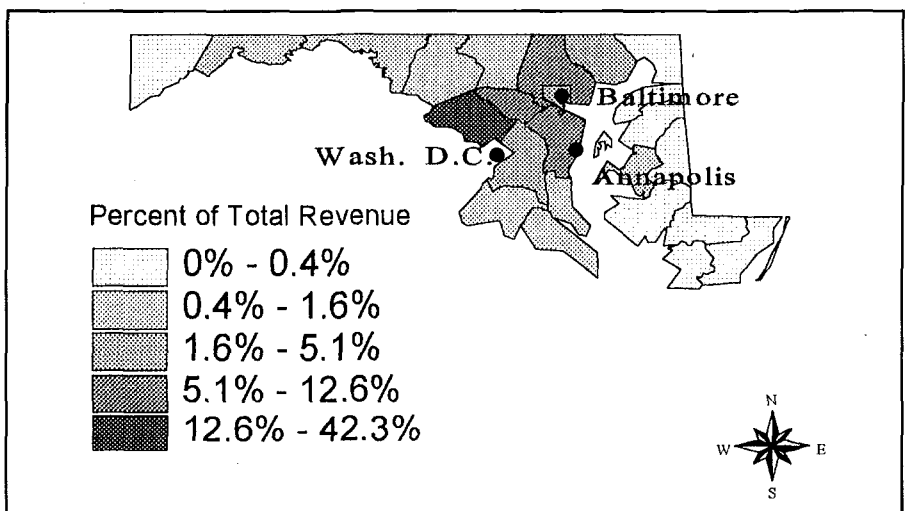 Baltimore
Wash. D.C.
Annapolis
Percent of Total Revenue
0% - 0.4%
0.4% - 1.6%
1.6% - 5.1%
5.1% - 12.6%
12.6% - 42.3%
N
W E
S